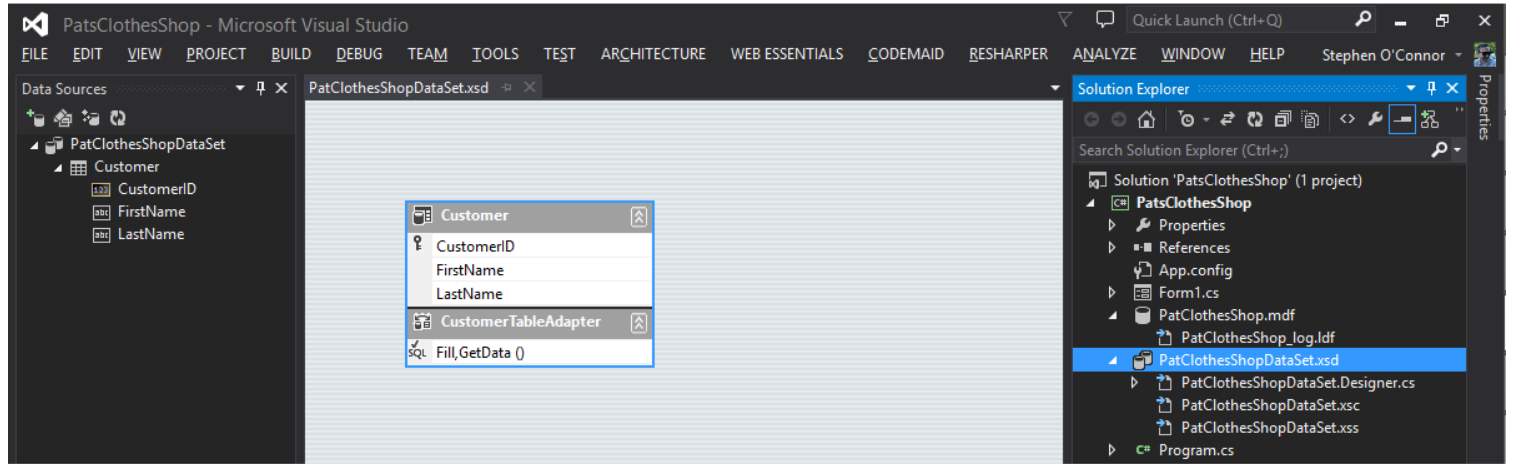 PatsClothesShop - Microsoft Visual Studio
Quick Launch (Ctrl+Q)
FILE EDIT VIEW PROJECT BUILD DEBUG TEAM TOOLS TEST ARCHITECTURE WEB ESSENTIALS CODEMAID RESHARPER ANALYZE WINDOW HELP Stephen O'Connor
Data Sources
PatClothesShopDataSet
Customer
123 CustomerID
abc FirstName
abc LastName
PatClothesShopDataSet.xsd
Customer
CustomerID
FirstName
LastName
CustomerTableAdapter
SQL Fill,GetData ()
Solution Explorer
Search Solution Explorer (Ctrl+;)
Solution 'PatsClothesShop' (1 project)
C# PatsClothesShop
Properties
References
App.config
Form1.cs
PatClothesShop.mdf
PatClothesShop_log.ldf
PatClothesShopDataSet.xsd
PatClothesShopDataSet.Designer.cs
PatClothesShopDataSet.xsc
PatClothesShopDataSet.xss
C# Program.cs
Properties